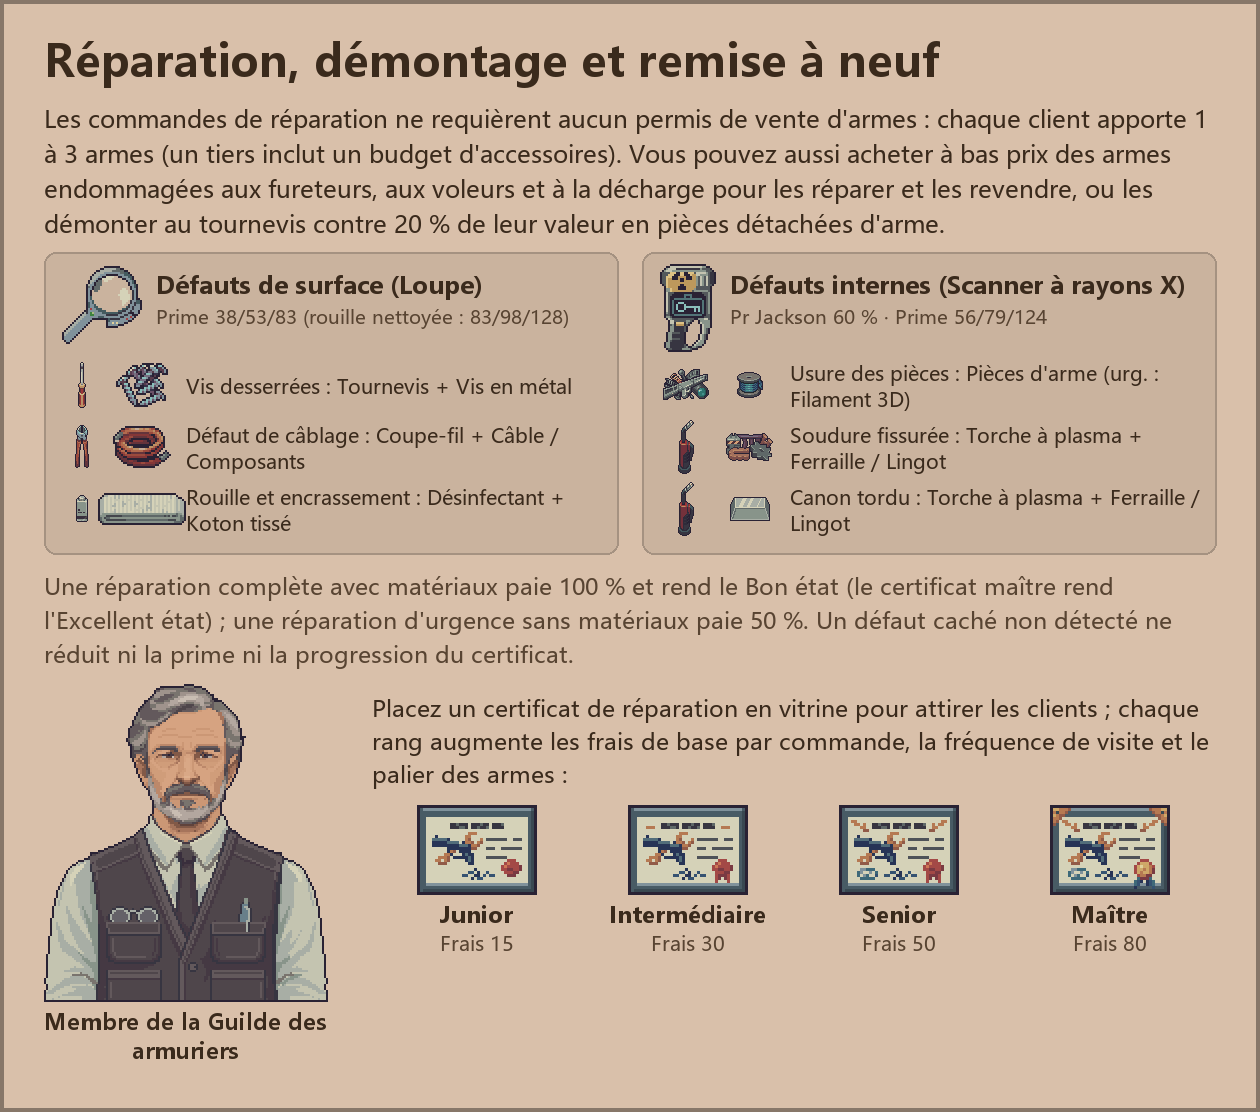 Réparation, démontage et remise à neuf
Les commandes de réparation ne requièrent aucun permis de vente d'armes : chaque client apporte 1
à 3 armes (un tiers inclut un budget d'accessoires). Vous pouvez aussi acheter à bas prix des armes
endommagées aux fureteurs, aux voleurs et à la décharge pour les réparer et les revendre, ou les
démonter au tournevis contre 20 % de leur valeur en pièces détachées d'arme.
Défauts de surface (Loupe)
Prime 38/53/83 (rouille nettoyée : 83/98/128)
Vis desserrées : Tournevis + Vis en métal
Défaut de câblage : Coupe-fil + Câble /
Composants
Rouille et encrassement : Désinfectant +
Koton tissé
Défauts internes (Scanner à rayons X)
Pr Jackson 60 % · Prime 56/79/124
Usure des pièces : Pièces d'arme (urg. :
Filament 3D)
Soudure fissurée : Torche à plasma +
Ferraille / Lingot
Canon tordu : Torche à plasma + Ferraille /
Lingot
Une réparation complète avec matériaux paie 100 % et rend le Bon état (le certificat maître rend
l'Excellent état) ; une réparation d'urgence sans matériaux paie 50 %. Un défaut caché non détecté ne
réduit ni la prime ni la progression du certificat.
Placez un certificat de réparation en vitrine pour attirer les clients ; chaque
rang augmente les frais de base par commande, la fréquence de visite et le
palier des armes :
Junior
Frais 15
Intermédiaire
Frais 30
Senior
Frais 50
Maître
Frais 80
Membre de la Guilde des
armuriers